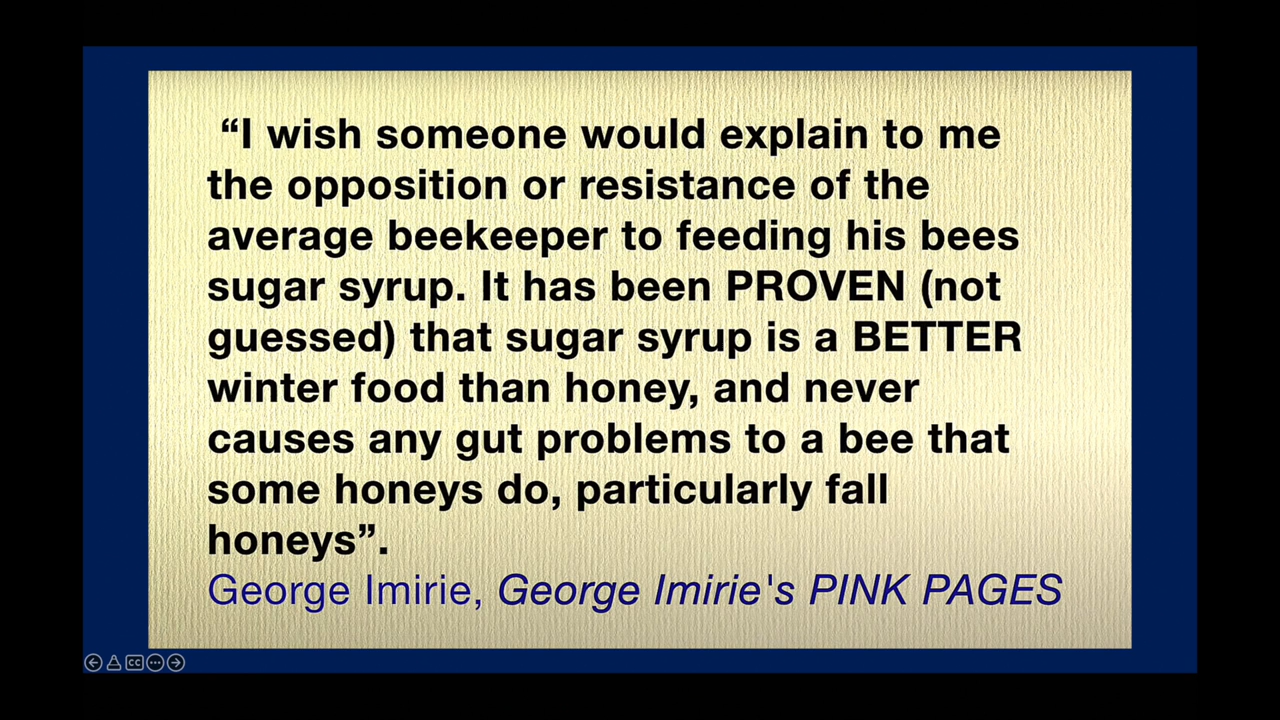 “I wish someone would explain to me
the opposition or resistance of the
average beekeeper to feeding his bees
sugar syrup. It has been PROVEN (not
guessed) that sugar syrup is a BETTER
winter food than honey, and never
causes any gut problems to a bee that
some honeys do, particularly fall
honeys”.
George Imirie, George Imirie's PINK PAGES
CC